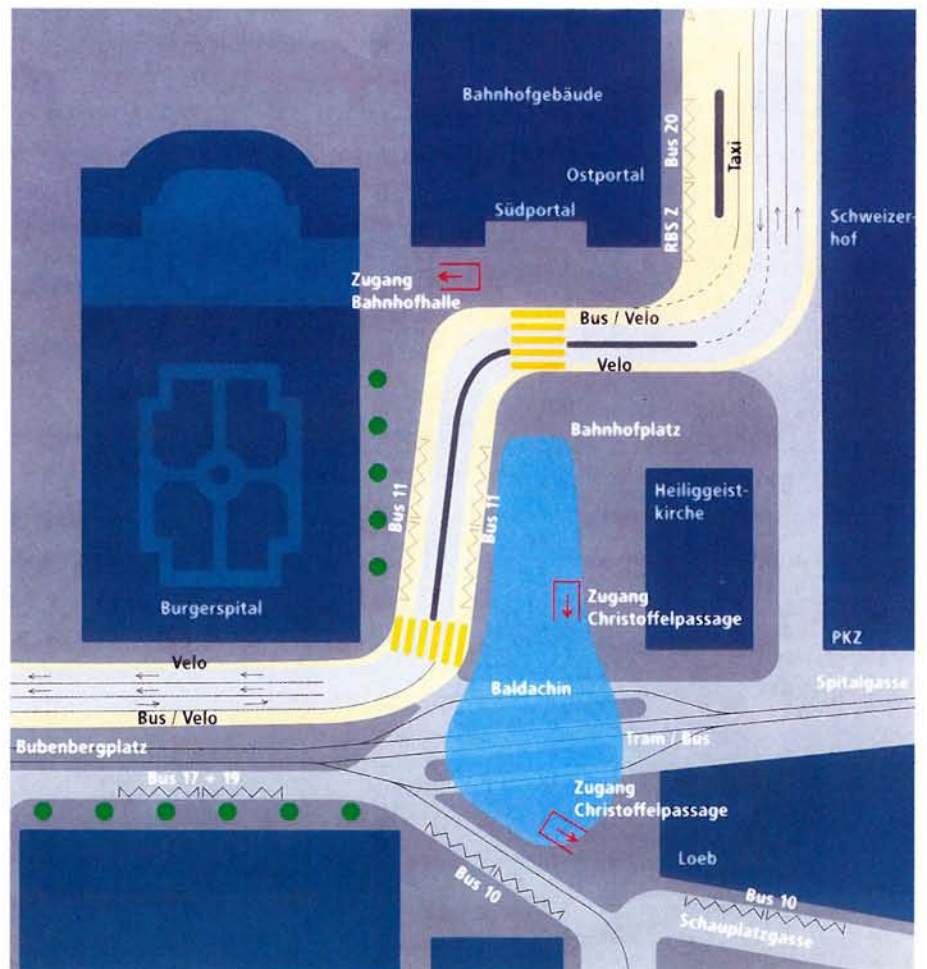 Bahnhofgebäude
Bus 20
Taxi
Ostportal
Südportal
RBS Z
Schweizer-
hof
Zugang
Bahnhofhalle
Bus / Velo
Velo
Bahnhofplatz
Bus 11
Bus 11
Heiliggeist-
kirche
Burgerspital
Zugang
Christoffelpassage
PKZ
Velo
Baldachin
Spitalgasse
Bus / Velo
Tram / Bus
Bubenbergplatz
Bus 17 + 19
Zugang
Christoffelpassage
Loeb
Bus 10
Bus 10
Schauplatzgasse